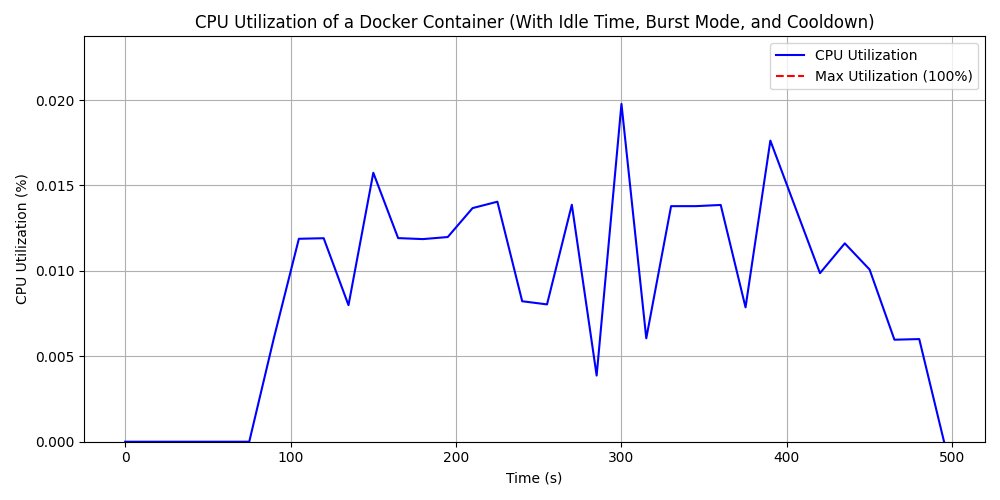 CPU Utilization of a Docker Container (With Idle Time, Burst Mode, and Cooldown)
CPU Utilization
Max Utilization (100%)
CPU Utilization (%)
0.020
0.015
0.010
0.005
0.000
0
100
200
300
400
500
Time (s)